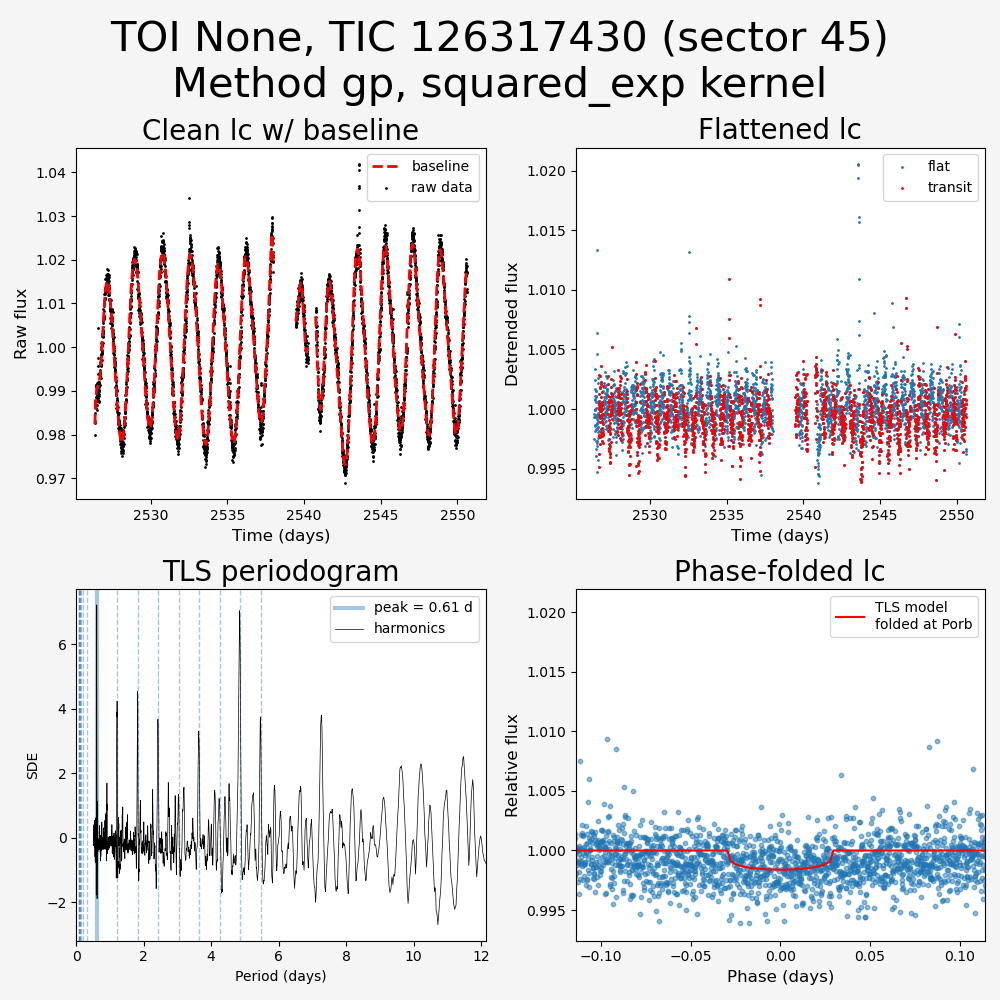 TOI None, TIC 126317430 (sector 45)
Method gp, squared_exp kernel
Clean lc w/ baseline
Raw flux
1.04
1.03
1.02
1.01
1.00
0.99
0.98
0.97
baseline
raw data
2530
2535
2540
2545
2550
Time (days)
Flattened lc
Detrended flux
1.020
1.015
1.010
1.005
1.000
0.995
flat
transit
2530
2535
2540
2545
2550
Time (days)
TLS periodogram
SDE
6
4
2
0
−2
peak = 0.61 d
harmonics
0
2
4
6
8
10
12
Period (days)
Phase-folded lc
Relative flux
1.020
1.015
1.010
1.005
1.000
0.995
TLS model
folded at Porb
−0.10
−0.05
0.00
0.05
0.10
Phase (days)